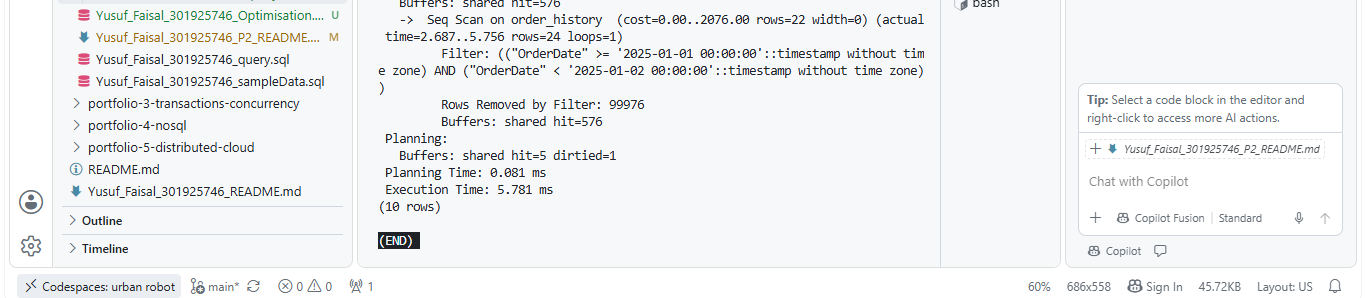 Yusuf_Faisal_301925746_Optimisation.... U
Yusuf_Faisal_301925746_P2_README.... M
Yusuf_Faisal_301925746_query.sql
Yusuf_Faisal_301925746_sampleData.sql
portfolio-3-transactions-concurrency
portfolio-4-nosql
portfolio-5-distributed-cloud
README.md
Yusuf_Faisal_301925746_README.md
Outline
Timeline
Buffers: shared hit=576
-> Seq Scan on order_history (cost=0.00..2076.00 rows=22 width=0) (actual
time=2.687..5.756 rows=24 loops=1)
Filter: (("OrderDate" >= '2025-01-01 00:00:00'::timestamp without tim
e zone) AND ("OrderDate" < '2025-01-02 00:00:00'::timestamp without time zone)
)
Rows Removed by Filter: 99976
Buffers: shared hit=576
Planning:
Buffers: shared hit=5 dirtied=1
Planning Time: 0.081 ms
Execution Time: 5.781 ms
(10 rows)
(END)
bash
Tip: Select a code block in the editor and
right-click to access more AI actions.
Yusuf_Faisal_301925746_P2_README.md
Chat with Copilot
Copilot Fusion Standard
Copilot
Codespaces: urban robot main* 0 0 1 60% 686x558 Sign In 45.72KB Layout: US